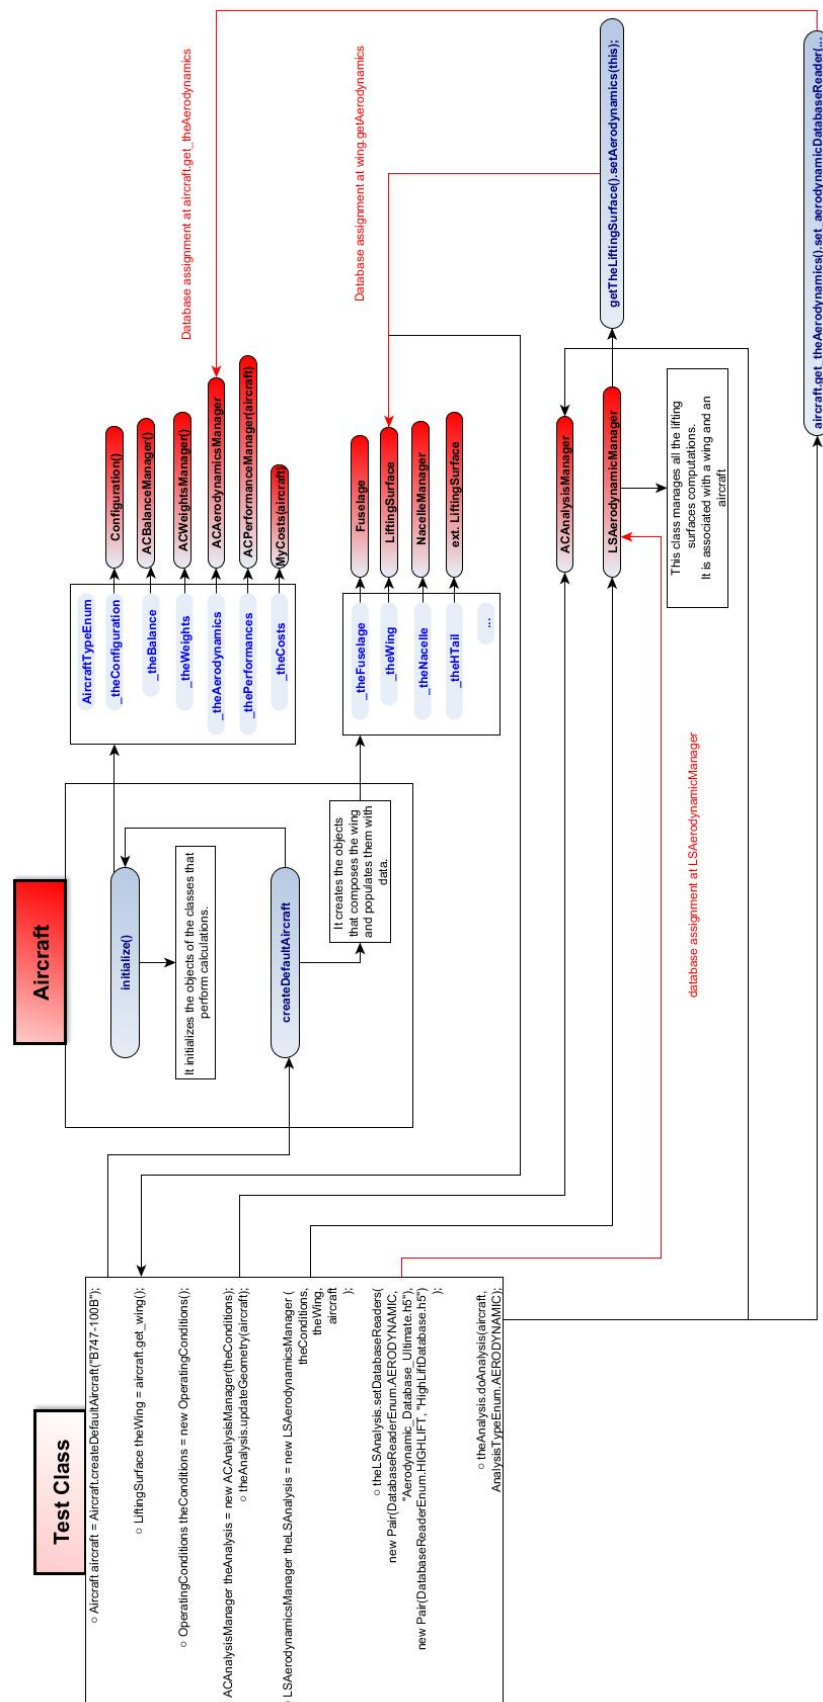 Test Class
○ Aircraft aircraft = Aircraft.createDefaultAircraft("B747-100B");
○ LiftingSurface theWing = aircraft.get_wing();
○ OperatingConditions theConditions = new OperatingConditions();
ACAnalysisManager theAnalysis = new ACAnalysisManager(theConditions);
○ theAnalysis.updateGeometry(aircraft);
○ LSAerodynamicsManager theLSAnalysis = new LSAerodynamicsManager (
theConditions,
theWing,
aircraft
);
○ theLSAnalysis.setDatabaseReaders(
new Pair(DatabaseReaderEnum.AERODYNAMIC,
"Aerodynamic_Database_Ultimate.h5"),
new Pair(DatabaseReaderEnum.HIGHLIFT, "HighLiftDatabase.h5")
);
○ theAnalysis.doAnalysis(aircraft,
AnalysisTypeEnum.AERODYNAMIC);
Aircraft
initialize()
It initializes the objects of the classes that
perform calculations.
createDefaultAircraft
It creates the objects
that composes the wing
and populates them with
data.
AircraftTypeEnum
_theConfiguration
_theBalance
_theWeights
_theAerodynamics
_thePerformances
_theCosts
Configuration()
ACBalanceManager()
ACWeightsManager()
ACAerodynamicsManager
ACPerformanceManager(aircraft)
MyCosts(aircraft)
Database assignment at aircraft.get_theAerodynamics
_theFuselage
_theWing
_theNacelle
_theHTail
...
Fuselage
LiftingSurface
NacelleManager
ext. LiftingSurface
Database assignment at wing.getAerodynamics
ACAnalysisManager
LSAerodynamicManager
This class manages all the lifting
surfaces computations.
It is associated with a wing and an
aircraft
database assignment at LSAerodynamicManager
getTheLiftingSurface().setAerodynamics(this);
aircraft.get_theAerodynamics().set_aerodynamicDatabaseReader(...